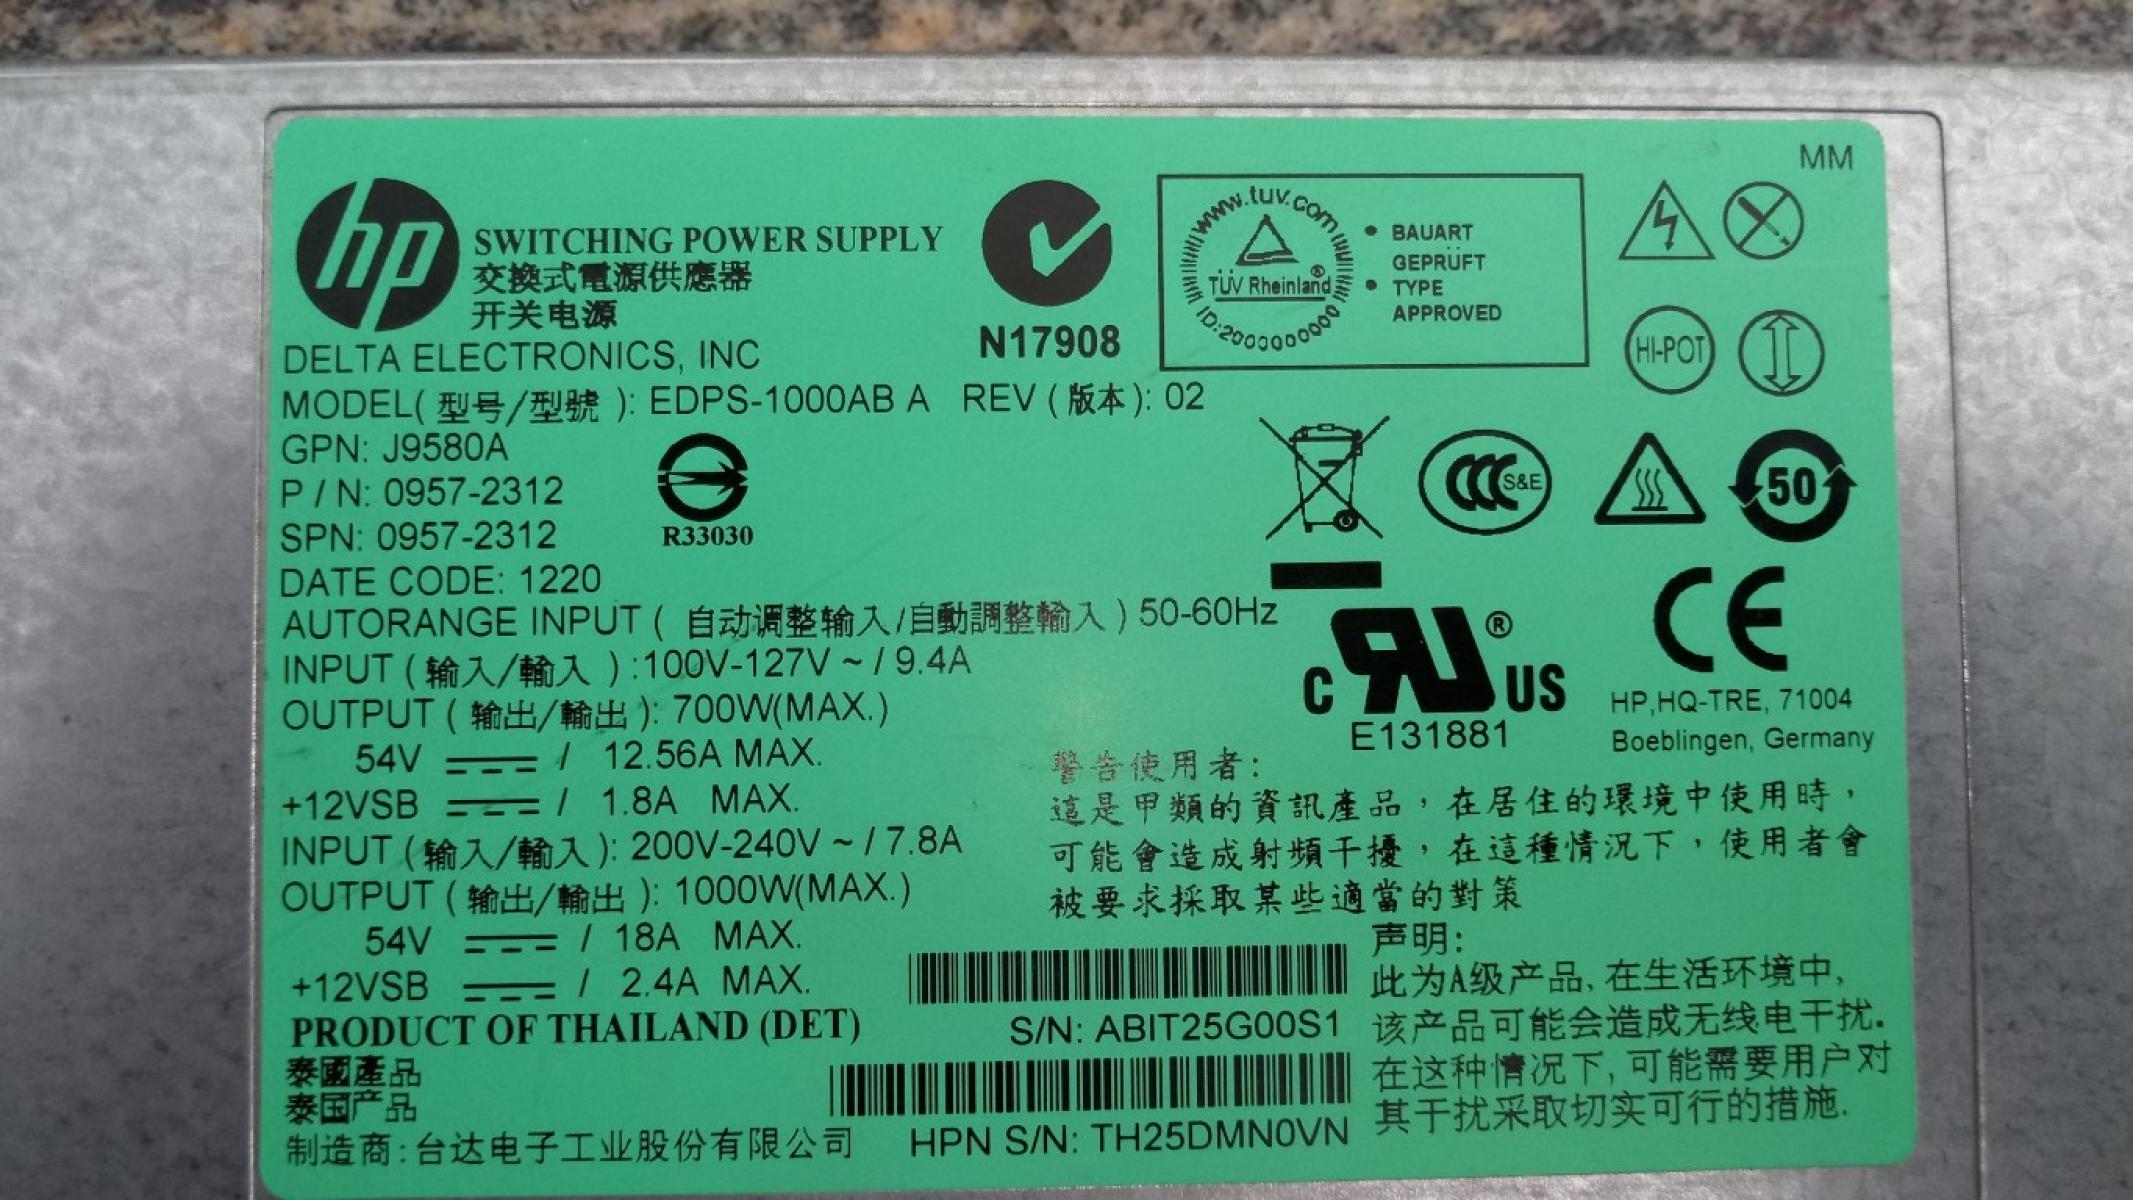 MM
hp
SWITCHING POWER SUPPLY
交換式電源供應器
开关电源
DELTA ELECTRONICS, INC
N17908
www.tuv.com
TÜV Rheinland®
ID:2000000000
• BAUART
GEPRÜFT
• TYPE
APPROVED
HI-POT
MODEL( 型号/型號 ): EDPS-1000AB A REV ( 版本 ): 02
GPN: J9580A
P / N: 0957-2312
SPN: 0957-2312
R33030
S&E
50
DATE CODE: 1220
AUTORANGE INPUT ( 自动调整输入 /自動調整輸入 ) 50-60Hz
INPUT ( 输入/輸入 ) :100V-127V ~ / 9.4A
OUTPUT ( 输出/輸出 ): 700W(MAX.)
54V / 12.56A MAX.
+12VSB / 1.8A MAX.
INPUT ( 输入/輸入 ): 200V-240V ~ / 7.8A
OUTPUT ( 输出/輸出 ): 1000W(MAX.)
54V / 18A MAX.
+12VSB / 2.4A MAX.
PRODUCT OF THAILAND (DET)
泰國產品
泰国产品
制造商:台达电子工业股份有限公司
C RU® US
E131881
CE
HP,HQ-TRE, 71004
Boeblingen, Germany
警告使用者:
這是甲類的資訊產品，在居住的環境中使用時，
可能會造成射頻干擾，在這種情況下，使用者會
被要求採取某些適當的對策
声明:
此为A级产品, 在生活环境中,
该产品可能会造成无线电干扰.
在这种情况下, 可能需要用户对
其干扰采取切实可行的措施.
S/N: ABIT25G00S1
HPN S/N: TH25DMN0VN